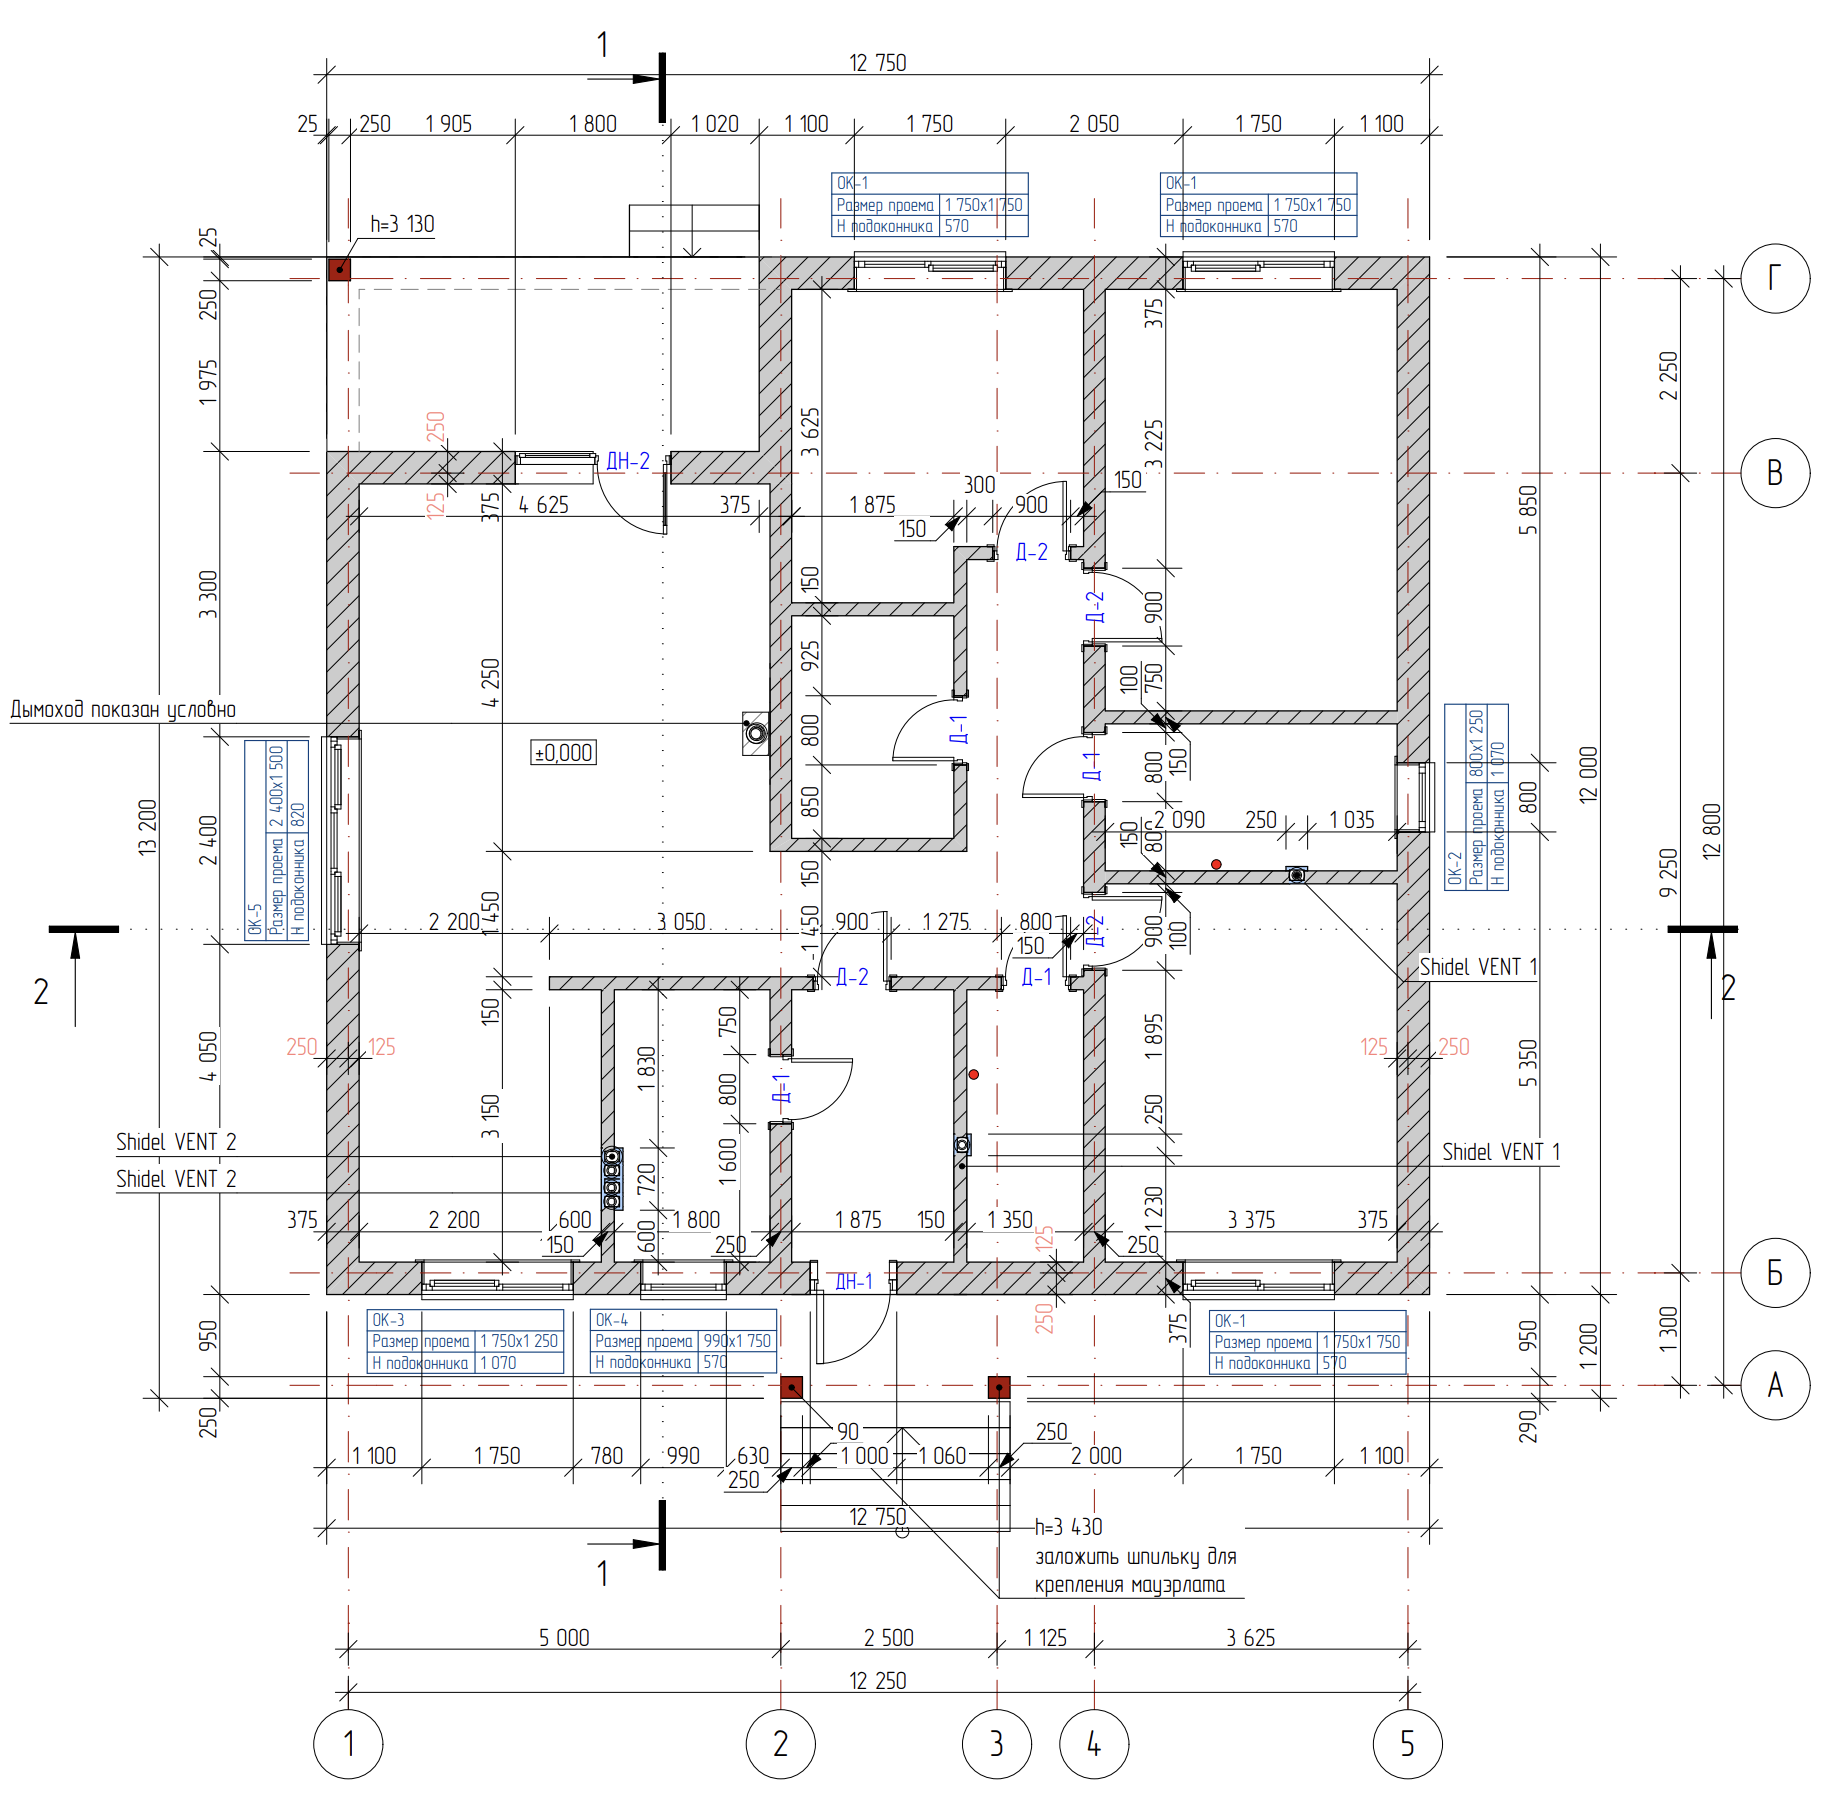 1
12 750
25 250 1 905 1 800 1 020 1 100 1 750 2 050 1 750 1 100
ОК-1
Размер проема 1 750х1 750
Н подоконника 570
ОК-1
Размер проема 1 750х1 750
Н подоконника 570
h=3 130
25
250
1 975
3 300
2 400
4 050
950
250
13 200
Г
В
Б
А
2 250
9 250
1 300
12 800
12 000
1 200
5 850
800
5 350
950
290
250
125
375
ДН-2
4 625 375 1 875 300 900 150
150
Д-2
3 625
150
925
800
850
150
1 450
375
3 225
900
Д-2
100
750
150
800
Д-1
Д-1
4 250
1 450
150
3 150
Дымоход показан условно
±0,000
ОК-5
Размер проема 2 400х1 500
Н подоконника 820
ОК-2
Размер проема 800х1 250
Н подоконника 1 070
2 090 250 1 035
150
800
900
100
Д-2
2 200 3 050 900 1 275 800
150
Д-2 Д-1
Shidel VENT 1
2 2
250 125
125 250
1 830
720
600
750
800
1 600
Д-1
1 895
250
1 230
375
Shidel VENT 2
Shidel VENT 2
Shidel VENT 1
375 2 200 600 1 800 1 875 150 1 350 3 375 375
150 250 250
125
250
ДН-1
ОК-3
Размер проема 1 750х1 250
Н подоконника 1 070
ОК-4
Размер проема 990х1 750
Н подоконника 570
ОК-1
Размер проема 1 750х1 750
Н подоконника 570
90 250
1 100 1 750 780 990 630 1 000 1 060 2 000 1 750 1 100
250
12 750
h=3 430
заложить шпильку для
крепления мауэрлата
1
5 000 2 500 1 125 3 625
12 250
1 2 3 4 5